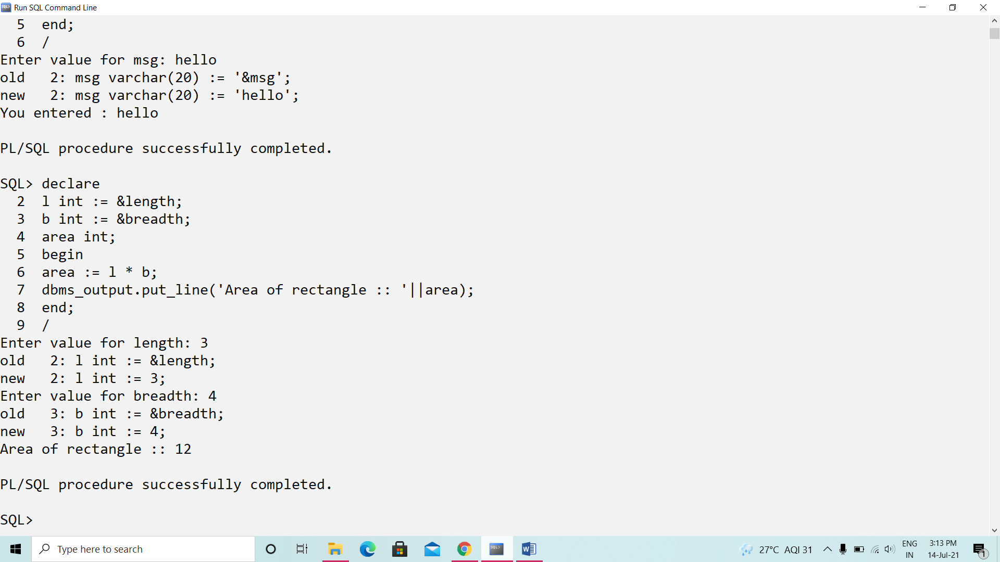 Run SQL Command Line
  5  end;
  6  /
Enter value for msg: hello
old   2: msg varchar(20) := '&msg';
new   2: msg varchar(20) := 'hello';
You entered : hello

PL/SQL procedure successfully completed.

SQL> declare
  2  l int := &length;
  3  b int := &breadth;
  4  area int;
  5  begin
  6  area := l * b;
  7  dbms_output.put_line('Area of rectangle :: '||area);
  8  end;
  9  /
Enter value for length: 3
old   2: l int := &length;
new   2: l int := 3;
Enter value for breadth: 4
old   3: b int := &breadth;
new   3: b int := 4;
Area of rectangle :: 12

PL/SQL procedure successfully completed.

SQL>
Type here to search
27°C AQI 31
ENG
IN
3:13 PM
14-Jul-21
1